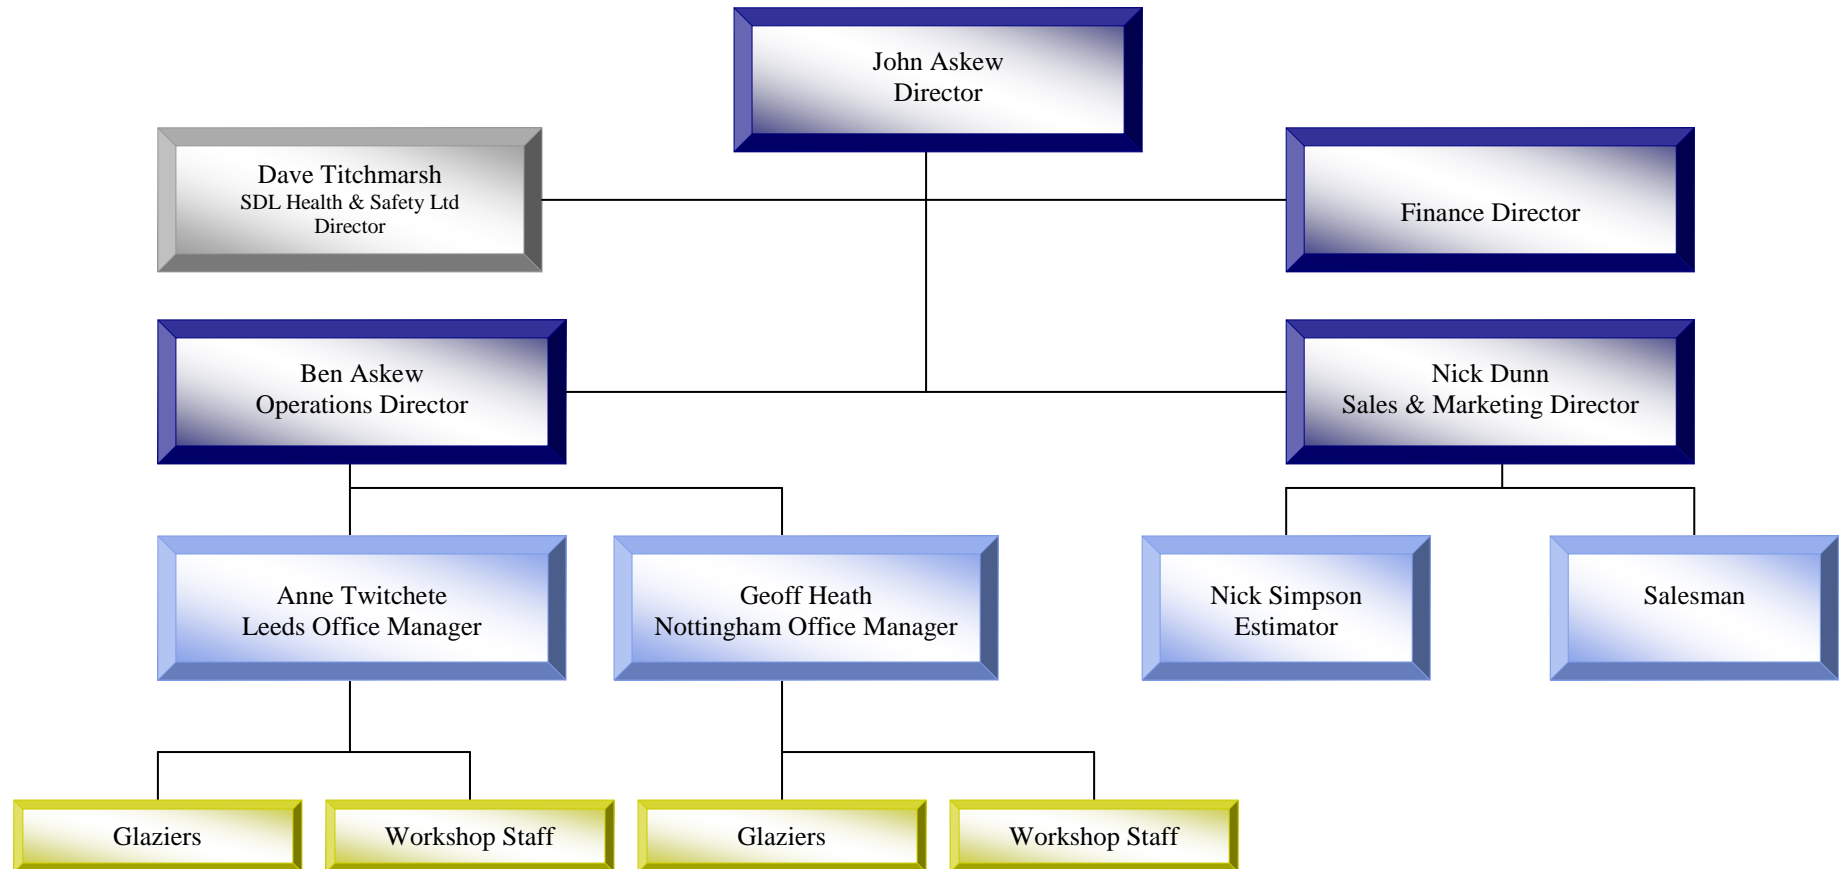 John Askew
Director
Dave Titchmarsh
SDL Health & Safety Ltd
Director
Finance Director
Ben Askew
Operations Director
Nick Dunn
Sales & Marketing Director
Anne Twitchete
Leeds Office Manager
Geoff Heath
Nottingham Office Manager
Nick Simpson
Estimator
Salesman
Glaziers
Workshop Staff
Glaziers
Workshop Staff